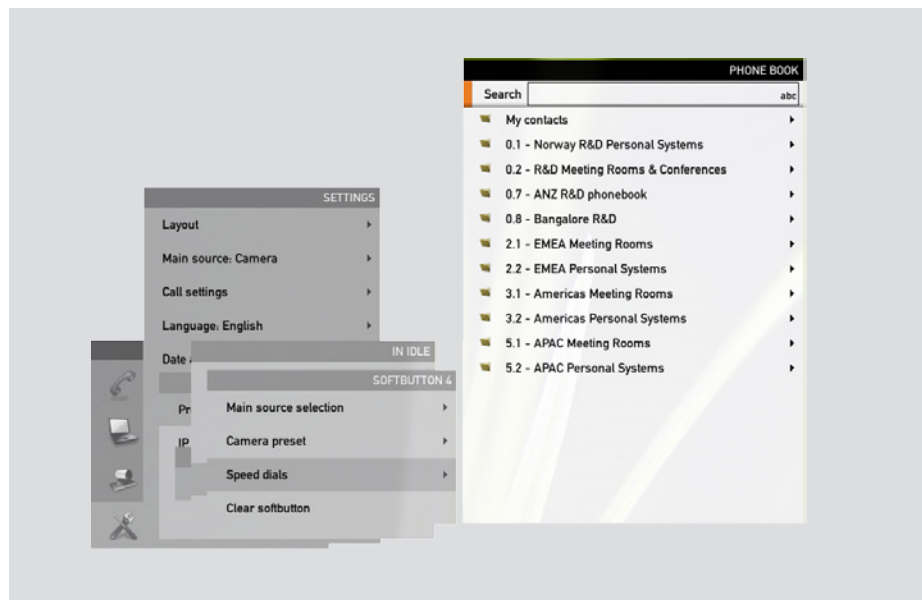 SETTINGS
Layout
Main source: Camera
Call settings
Language: English
Date
Pr
IP
IN IDLE
SOFTBUTTON 4
Main source selection
Camera preset
Speed dials
Clear softbutton
PHONE BOOK
Search abc
My contacts
0.1 - Norway R&D Personal Systems
0.2 - R&D Meeting Rooms & Conferences
0.7 - ANZ R&D phonebook
0.8 - Bangalore R&D
2.1 - EMEA Meeting Rooms
2.2 - EMEA Personal Systems
3.1 - Americas Meeting Rooms
3.2 - Americas Personal Systems
5.1 - APAC Meeting Rooms
5.2 - APAC Personal Systems